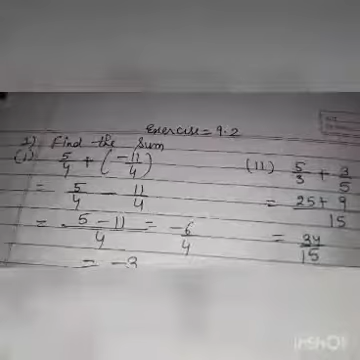 Exercise = 9.2
1) Find the Sum
(i) 5/4 + (-11/4)
= 5/4 - 11/4
= 5-11/4 = -6/4
= -3
(II) 5/3 + 3/5
= 25+9/15
= 34/15
InShOt